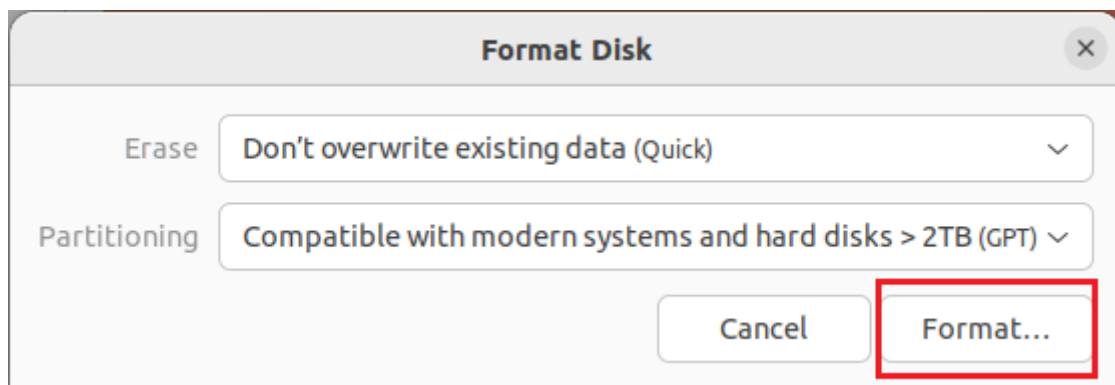 Format Disk
Erase Don’t overwrite existing data (Quick)
Partitioning Compatible with modern systems and hard disks > 2TB (GPT)
Cancel Format…